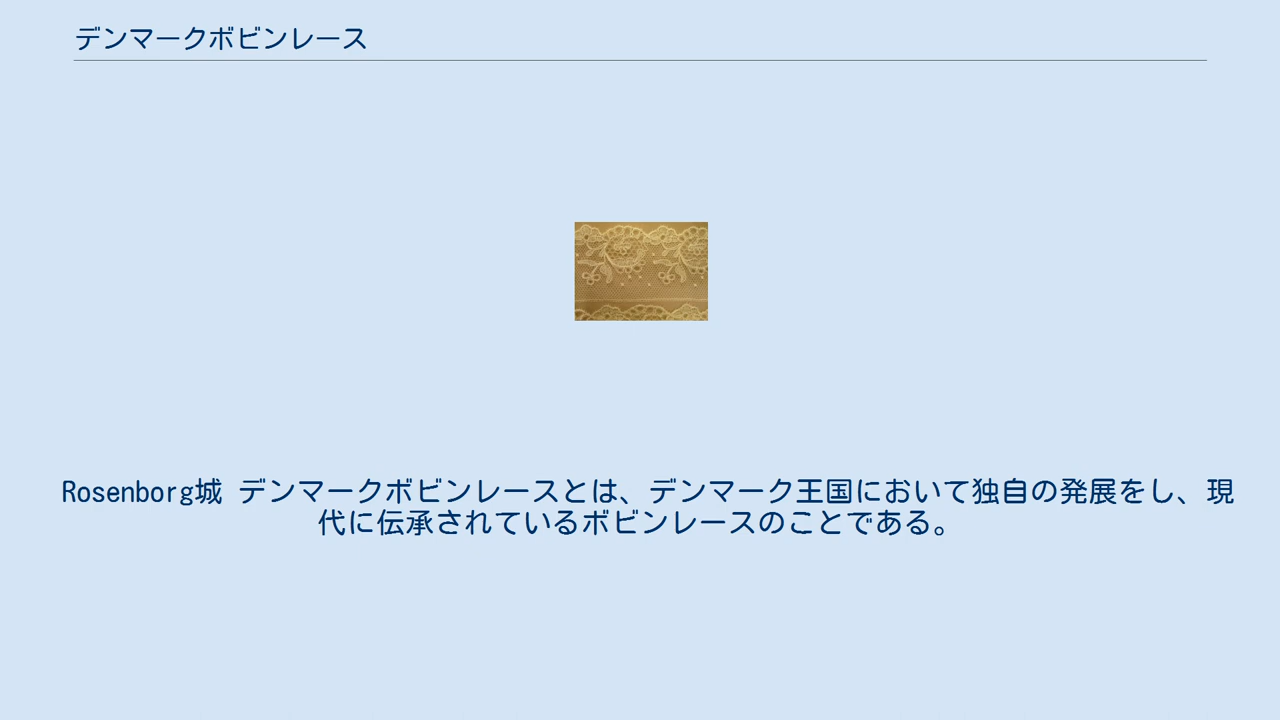 デンマークボビンレース
Rosenborg城 デンマークボビンレースとは、デンマーク王国において独自の発展をし、現
代に伝承されているボビンレースのことである。